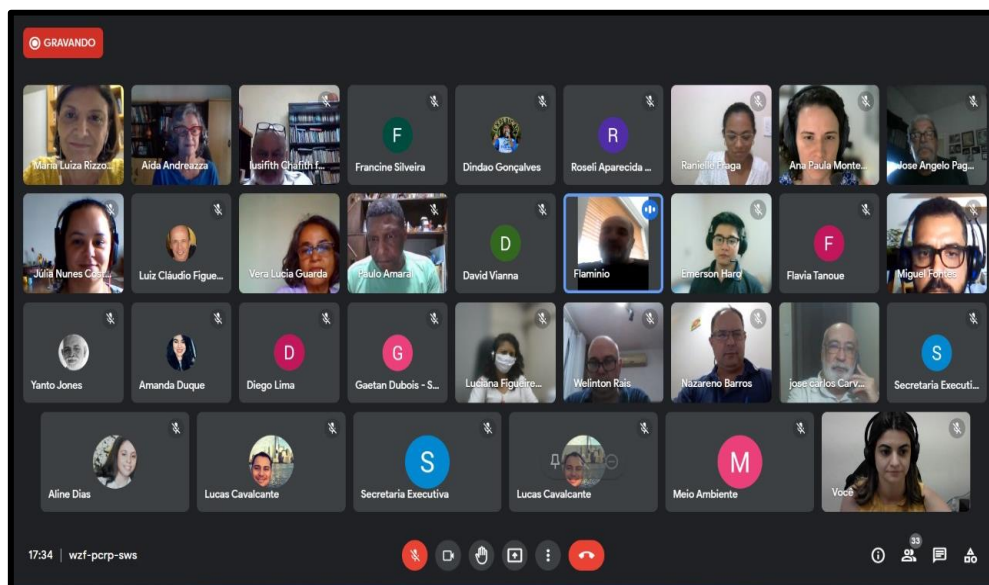 GRAVANDO
Maria Luiza Rizzo...
Aida Andreazza
Iusifith Chafith f...
F
Francine Silveira
Dindao Gonçalves
R
Roseli Aparecida ...
Ranielle Fraga
Ana Paula Monte...
Jose Angelo Pag...
Júlia Nunes Cost...
Luiz Cláudio Figue...
Vera Lucia Guarda
Paulo Amaral
D
David Vianna
Flaminio
Emerson Haro
F
Flavia Tanoue
Miguel Fontes
Yanto Jones
Amanda Duque
D
Diego Lima
G
Gaetan Dubois - S...
Luciana Figueire...
Welinton Rais
Nazareno Barros
jose carlos Carv...
S
Secretaria Executi...
Aline Dias
Lucas Cavalcante
S
Secretaria Executiva
Lucas Cavalcante
M
Meio Ambiente
Você
17:34 | wzf-pcrp-sws
33